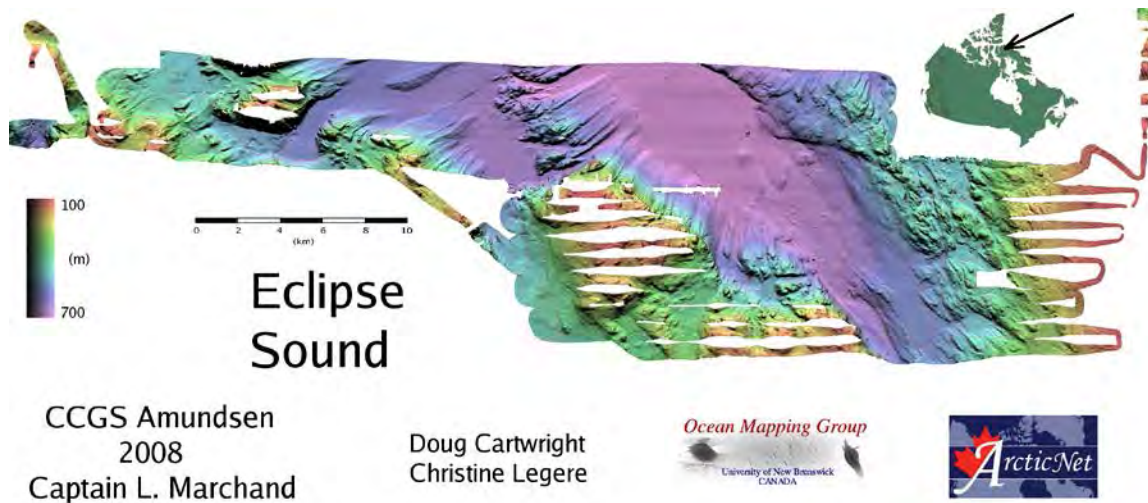 100
(m)
700
0 2 4 6 8 10
(km)
Eclipse
Sound
CCGS Amundsen
2008
Captain L. Marchand
Doug Cartwright
Christine Legere
Ocean Mapping Group
University of New Brunswick
CANADA
ArcticNet